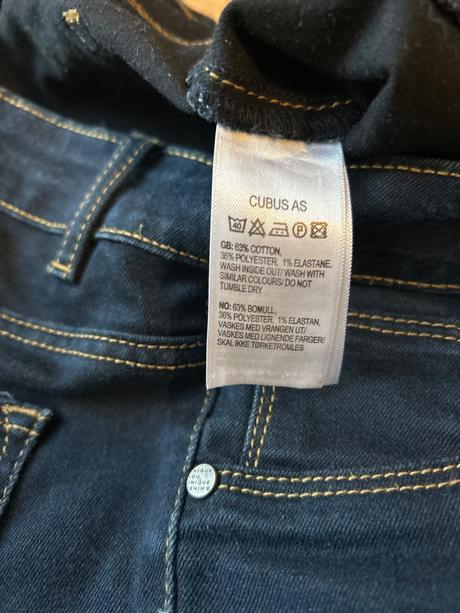 CUBUS AS
40 P
GB: 63% COTTON,
36% POLYESTER, 1% ELASTANE,
WASH INSIDE OUT/ WASH WITH
SIMILAR COLOURS/ DO NOT
TUMBLE DRY
NO: 63% BOMULL,
36% POLYESTER, 1% ELASTAN,
VASKES MED VRANGEN UT/
VASKES MED LIGNENDE FARGER/
SKAL IKKE TØRKETROMLES